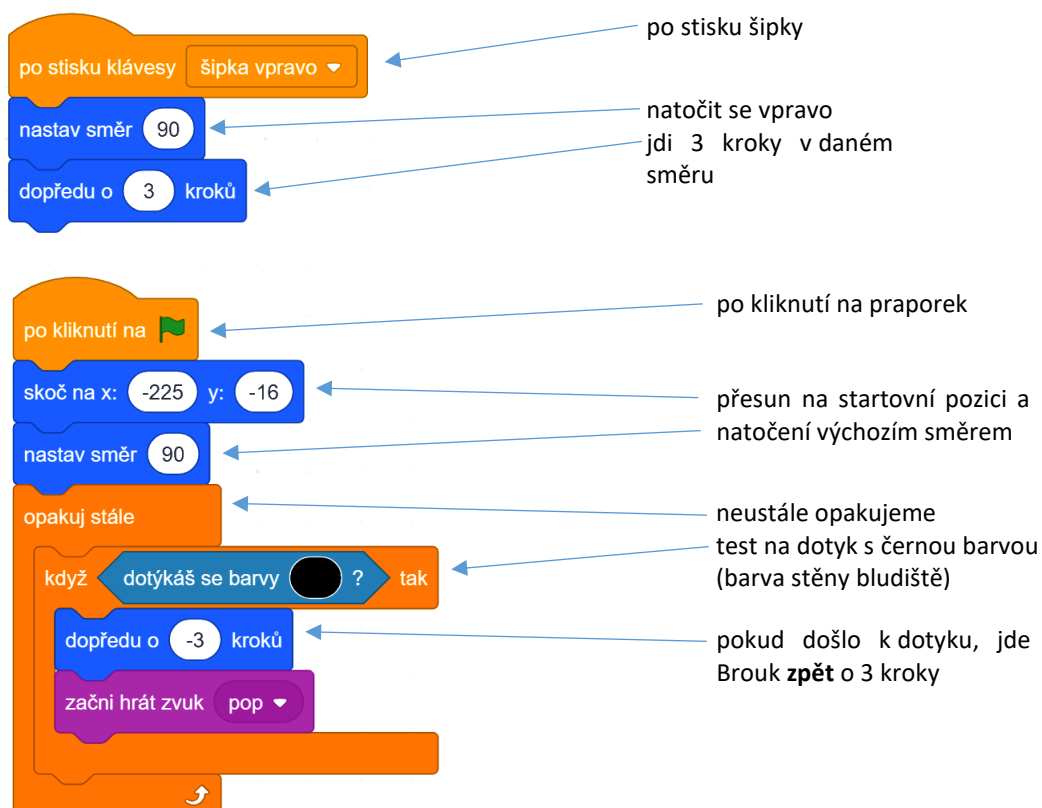 po stisku šipky
po stisku klávesy šipka vpravo
natočit se vpravo
nastav směr 90
jdi 3 kroky v daném
směru
dopředu o 3 kroků
po kliknutí na praporek
po kliknutí na
skoč na x: -225 y: -16
přesun na startovní pozici a
natočení výchozím směrem
nastav směr 90
opakuj stále
neustále opakujeme
test na dotyk s černou barvou
(barva stěny bludiště)
když dotýkáš se barvy ? tak
dopředu o -3 kroků
pokud došlo k dotyku, jde
Brouk zpět o 3 kroky
začni hrát zvuk pop